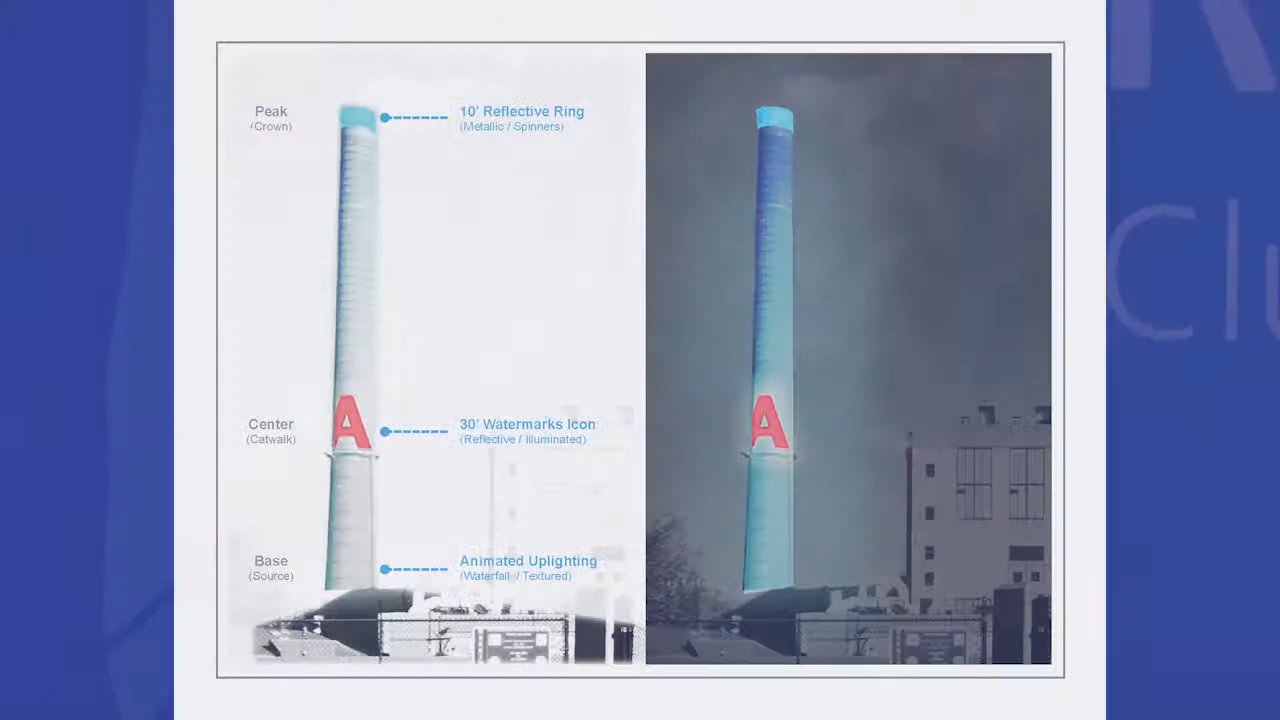 Peak
(Crown)
10' Reflective Ring
(Metallic / Spinners)
A
A
Center
(Catwalk)
30' Watermarks Icon
(Reflective / Illuminated)
Base
(Source)
Animated Uplighting
(Waterfall / Textured)